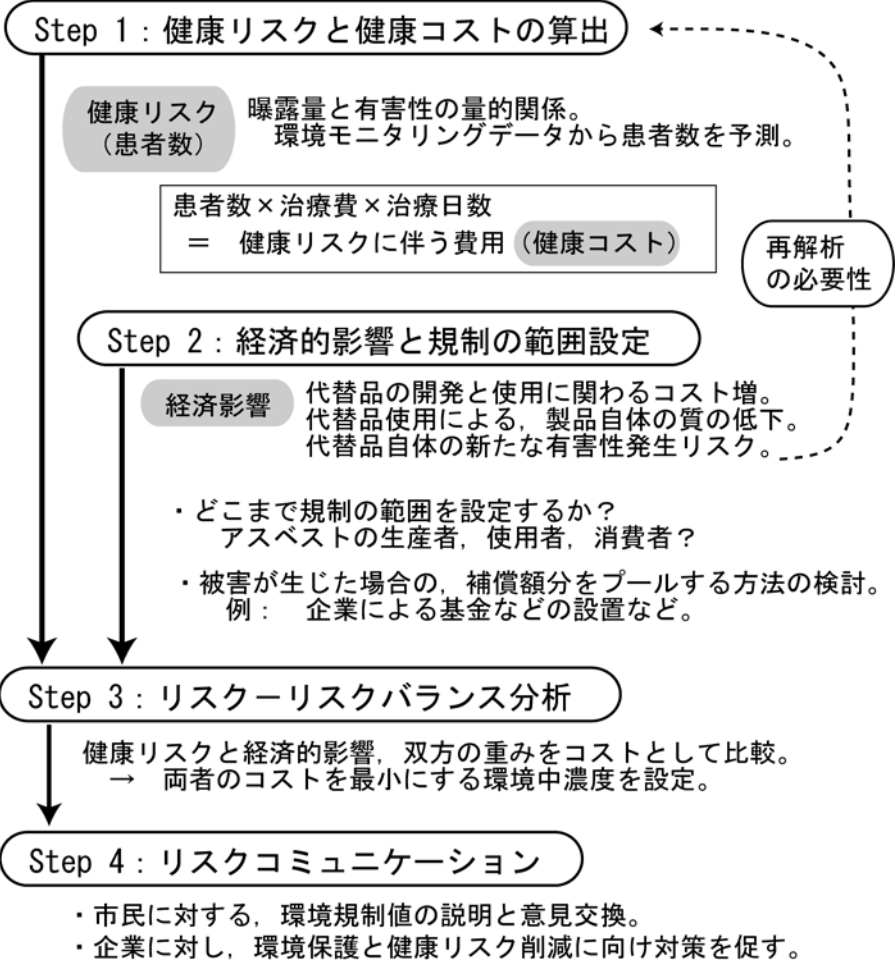 Step 1：健康リスクと健康コストの算出
健康リスク
（患者数）
曝露量と有害性の量的関係。
環境モニタリングデータから患者数を予測。
患者数×治療費×治療日数
＝　健康リスクに伴う費用（健康コスト）
再解析
の必要性
Step 2：経済的影響と規制の範囲設定
経済影響
代替品の開発と使用に関わるコスト増。
代替品使用による，製品自体の質の低下。
代替品自体の新たな有害性発生リスク。
・どこまで規制の範囲を設定するか？
アスベストの生産者，使用者，消費者？
・被害が生じた場合の，補償額分をプールする方法の検討。
例：　企業による基金などの設置など。
Step 3：リスク－リスクバランス分析
健康リスクと経済的影響，双方の重みをコストとして比較。
→　両者のコストを最小にする環境中濃度を設定。
Step 4：リスクコミュニケーション
・市民に対する，環境規制値の説明と意見交換。
・企業に対し，環境保護と健康リスク削減に向け対策を促す。